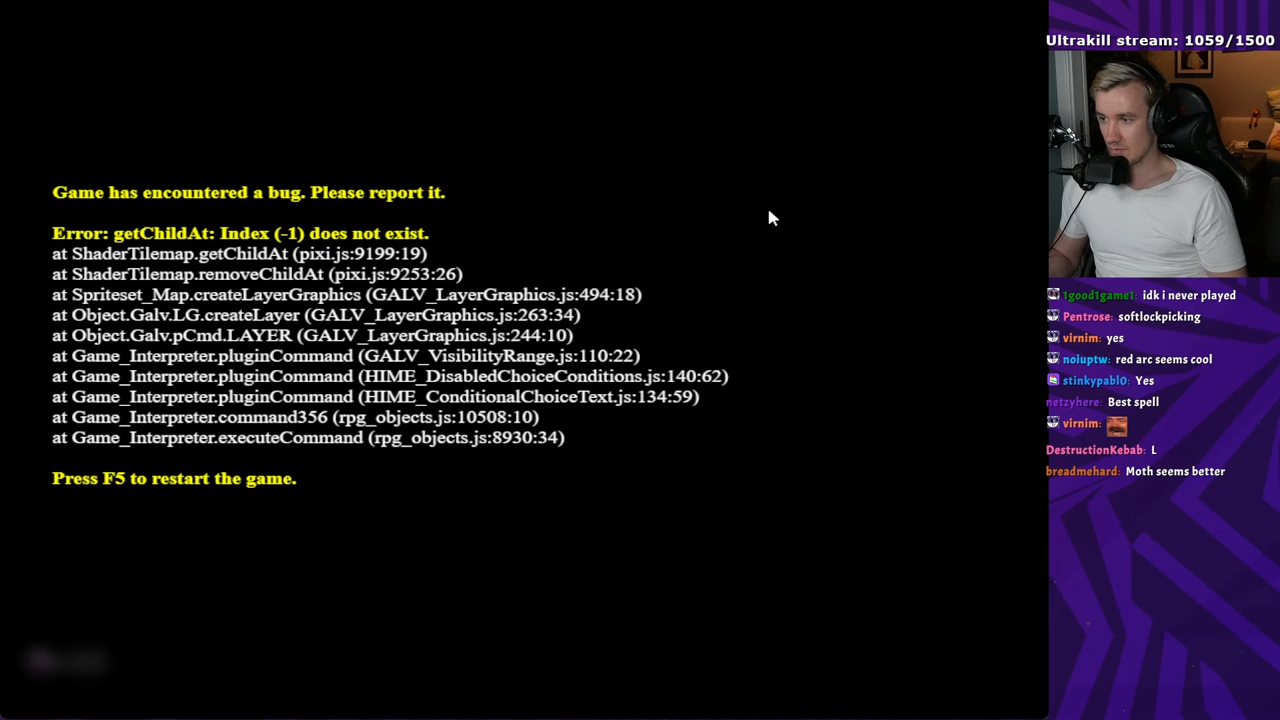 Game has encountered a bug. Please report it.
Error: getChildAt: Index (-1) does not exist.
at ShaderTilemap.getChildAt (pixi.js:9199:19)
at ShaderTilemap.removeChildAt (pixi.js:9253:26)
at Spriteset_Map.createLayerGraphics (GALV_LayerGraphics.js:494:18)
at Object.Galv.LG.createLayer (GALV_LayerGraphics.js:263:34)
at Object.Galv.pCmd.LAYER (GALV_LayerGraphics.js:244:10)
at Game_Interpreter.pluginCommand (GALV_VisibilityRange.js:110:22)
at Game_Interpreter.pluginCommand (HIME_DisabledChoiceConditions.js:140:62)
at Game_Interpreter.pluginCommand (HIME_ConditionalChoiceText.js:134:59)
at Game_Interpreter.command356 (rpg_objects.js:10508:10)
at Game_Interpreter.executeCommand (rpg_objects.js:8930:34)
Press F5 to restart the game.
Ultrakill stream: 1059/1500
1good1game1: idk i never played
Pentrose: softlockpicking
virnim: yes
noiuptw: red arc seems cool
stinkypabl0: Yes
netzyhere: Best spell
virnim:
DestructionKebab: L
breadmehard: Moth seems better